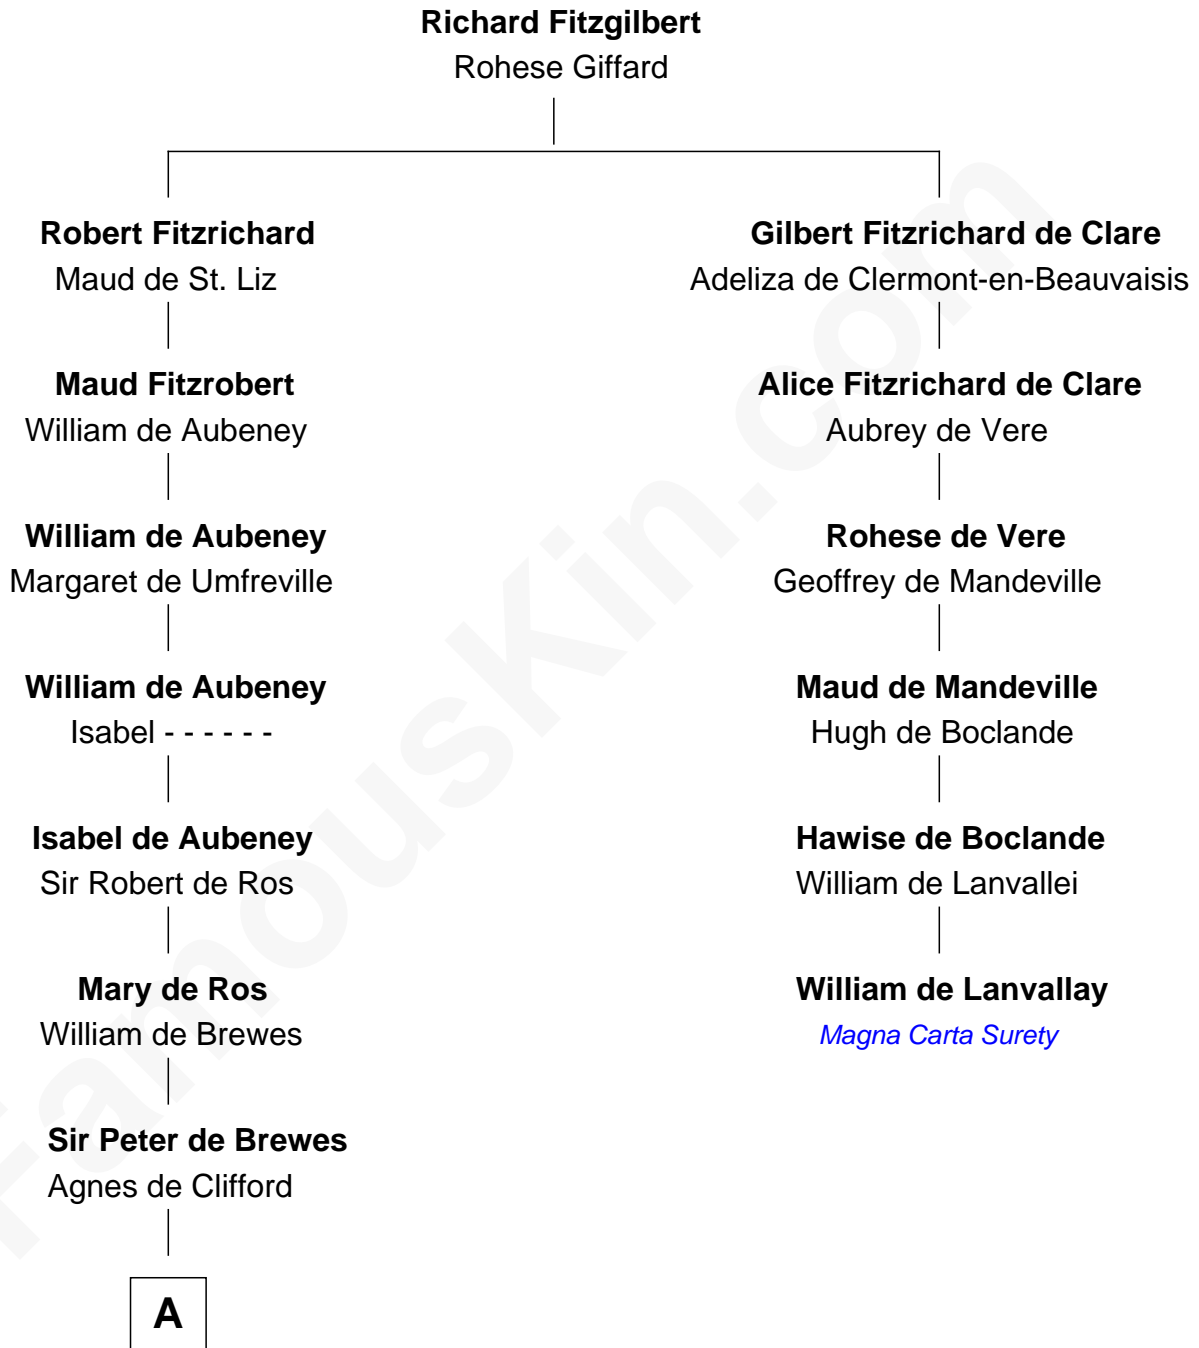 Richard Fitzgilbert
Rohese Giffard
Robert Fitzrichard
Maud de St. Liz
Gilbert Fitzrichard de Clare
Adeliza de Clermont-en-Beauvaisis
Maud Fitzrobert
William de Aubeney
Alice Fitzrichard de Clare
Aubrey de Vere
William de Aubeney
Margaret de Umfreville
Rohese de Vere
Geoffrey de Mandeville
William de Aubeney
Isabel - - - - - -
Maud de Mandeville
Hugh de Boclande
Isabel de Aubeney
Sir Robert de Ros
Hawise de Boclande
William de Lanvallei
Mary de Ros
William de Brewes
William de Lanvallay
Magna Carta Surety
Sir Peter de Brewes
Agnes de Clifford
A
FamousKin.com